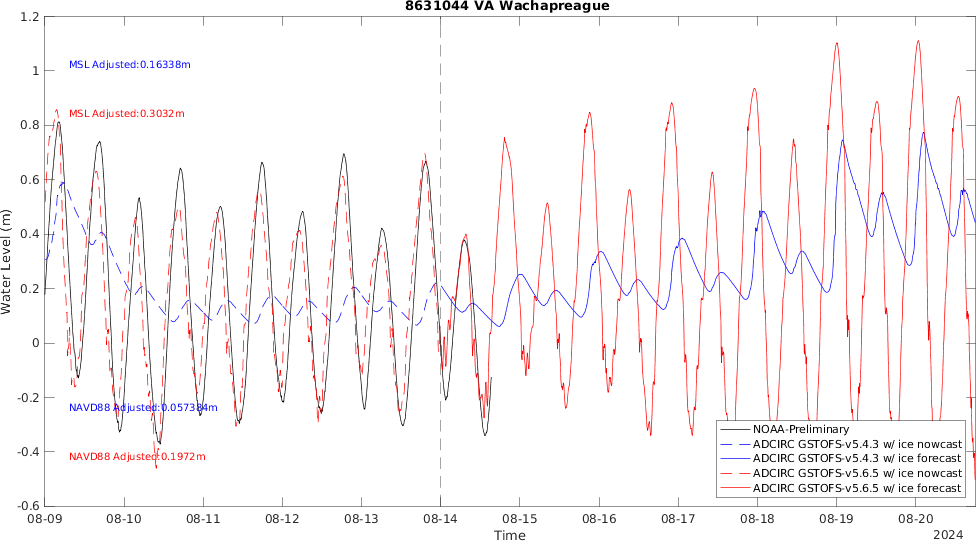 8631044 VA Wachapreague
1.2
1
0.8
0.6
0.4
0.2
0
-0.2
-0.4
-0.6
Water Level (m)
MSL Adjusted:0.16338m
MSL Adjusted:0.3032m
NAVD88 Adjusted:0.057384m
NAVD88 Adjusted:0.1972m
NOAA-Preliminary
ADCIRC GSTOFS-v5.4.3 w/ ice nowcast
ADCIRC GSTOFS-v5.4.3 w/ ice forecast
ADCIRC GSTOFS-v5.6.5 w/ ice nowcast
ADCIRC GSTOFS-v5.6.5 w/ ice forecast
08-09 08-10 08-11 08-12 08-13 08-14 08-15 08-16 08-17 08-18 08-19 08-20
Time
2024